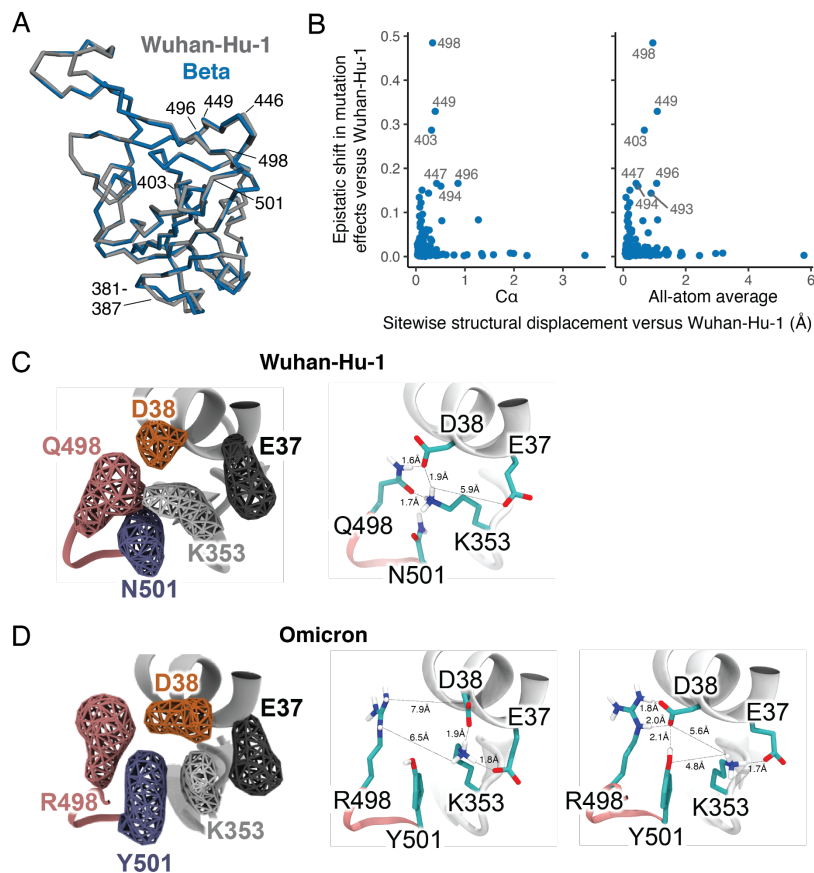 A
Wuhan-Hu-1
Beta
496
449
446
498
403
501
381-
387
B
Epistatic shift in mutation
effects versus Wuhan-Hu-1
0.5
0.4
0.3
0.2
0.1
0.0
498
449
403
447
496
494
0
1
2
3
Cα
498
449
403
447
496
494
493
0
2
4
6
All-atom average
Sitewise structural displacement versus Wuhan-Hu-1 (Å)
C
Wuhan-Hu-1
D38
Q498
E37
K353
N501
D38
E37
1.6Å
1.9Å
5.9Å
1.7Å
Q498
K353
N501
D
Omicron
D38
E37
R498
K353
Y501
D38
7.9Å
E37
1.9Å
6.5Å
1.8Å
R498
K353
Y501
D38
1.8Å
E37
2.0Å
2.1Å
5.6Å
4.8Å
1.7Å
R498
K353
Y501